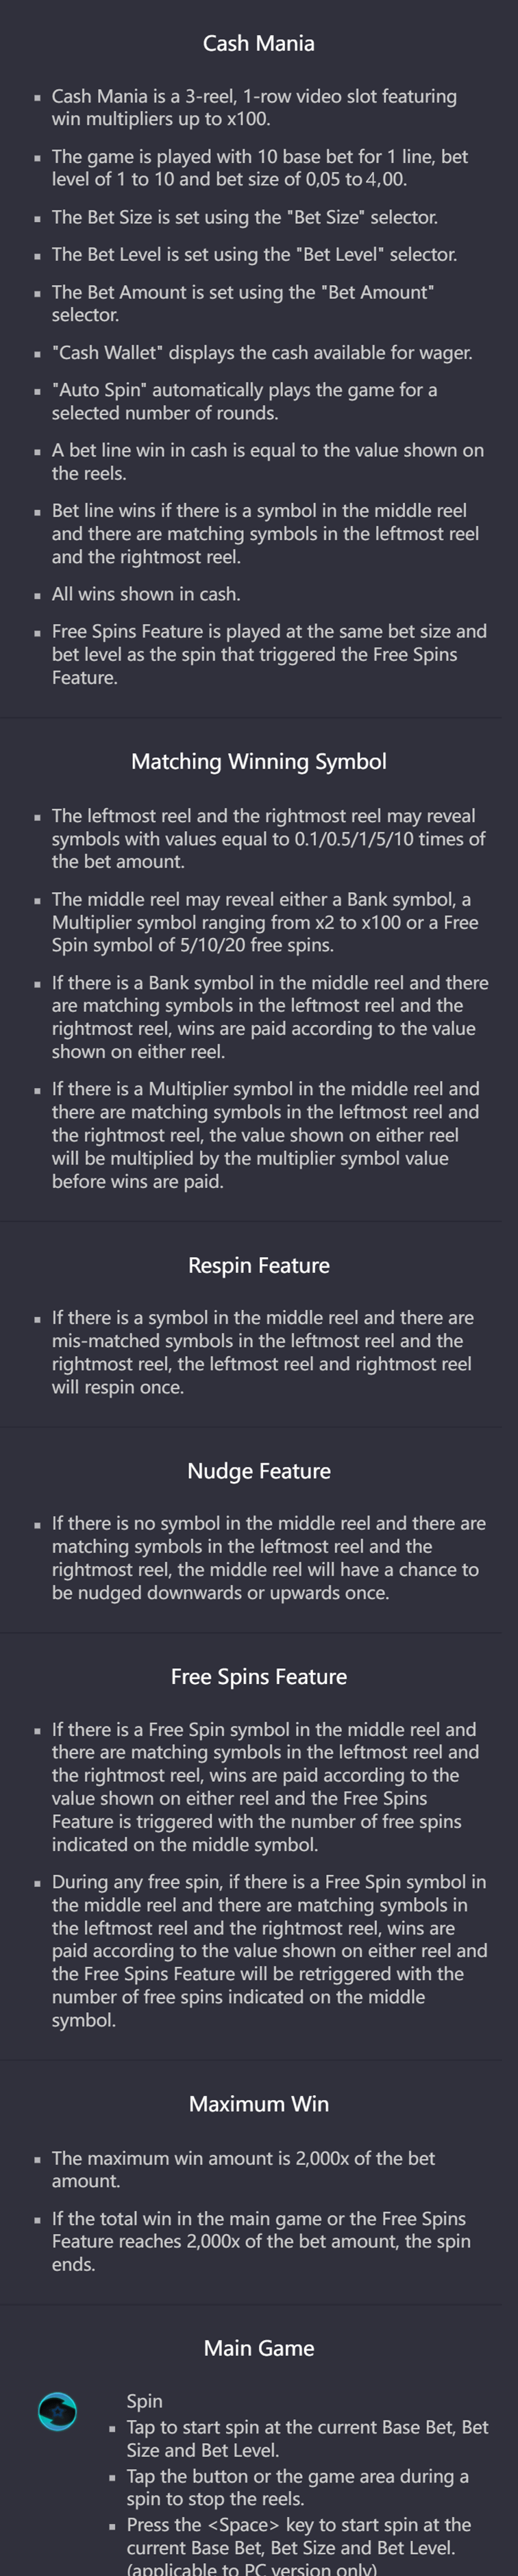 Cash Mania
▪ Cash Mania is a 3-reel, 1-row video slot featuring
win multipliers up to x100.
▪ The game is played with 10 base bet for 1 line, bet
level of 1 to 10 and bet size of 0,05 to 4,00.
▪ The Bet Size is set using the "Bet Size" selector.
▪ The Bet Level is set using the "Bet Level" selector.
▪ The Bet Amount is set using the "Bet Amount"
selector.
▪ "Cash Wallet" displays the cash available for wager.
▪ "Auto Spin" automatically plays the game for a
selected number of rounds.
▪ A bet line win in cash is equal to the value shown on
the reels.
▪ Bet line wins if there is a symbol in the middle reel
and there are matching symbols in the leftmost reel
and the rightmost reel.
▪ All wins shown in cash.
▪ Free Spins Feature is played at the same bet size and
bet level as the spin that triggered the Free Spins
Feature.
Matching Winning Symbol
▪ The leftmost reel and the rightmost reel may reveal
symbols with values equal to 0.1/0.5/1/5/10 times of
the bet amount.
▪ The middle reel may reveal either a Bank symbol, a
Multiplier symbol ranging from x2 to x100 or a Free
Spin symbol of 5/10/20 free spins.
▪ If there is a Bank symbol in the middle reel and there
are matching symbols in the leftmost reel and the
rightmost reel, wins are paid according to the value
shown on either reel.
▪ If there is a Multiplier symbol in the middle reel and
there are matching symbols in the leftmost reel and
the rightmost reel, the value shown on either reel
will be multiplied by the multiplier symbol value
before wins are paid.
Respin Feature
▪ If there is a symbol in the middle reel and there are
mis-matched symbols in the leftmost reel and the
rightmost reel, the leftmost reel and rightmost reel
will respin once.
Nudge Feature
▪ If there is no symbol in the middle reel and there are
matching symbols in the leftmost reel and the
rightmost reel, the middle reel will have a chance to
be nudged downwards or upwards once.
Free Spins Feature
▪ If there is a Free Spin symbol in the middle reel and
there are matching symbols in the leftmost reel and
the rightmost reel, wins are paid according to the
value shown on either reel and the Free Spins
Feature is triggered with the number of free spins
indicated on the middle symbol.
▪ During any free spin, if there is a Free Spin symbol in
the middle reel and there are matching symbols in
the leftmost reel and the rightmost reel, wins are
paid according to the value shown on either reel and
the Free Spins Feature will be retriggered with the
number of free spins indicated on the middle
symbol.
Maximum Win
▪ The maximum win amount is 2,000x of the bet
amount.
▪ If the total win in the main game or the Free Spins
Feature reaches 2,000x of the bet amount, the spin
ends.
Main Game
Spin
▪ Tap to start spin at the current Base Bet, Bet
Size and Bet Level.
▪ Tap the button or the game area during a
spin to stop the reels.
▪ Press the <Space> key to start spin at the
current Base Bet, Bet Size and Bet Level.
(applicable to PC version only)